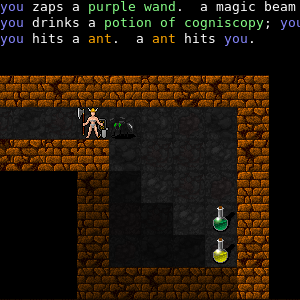 you zaps a purple wand.  a magic beam
you drinks a potion of cogniscopy; you
you hits a ant.  a ant hits you.